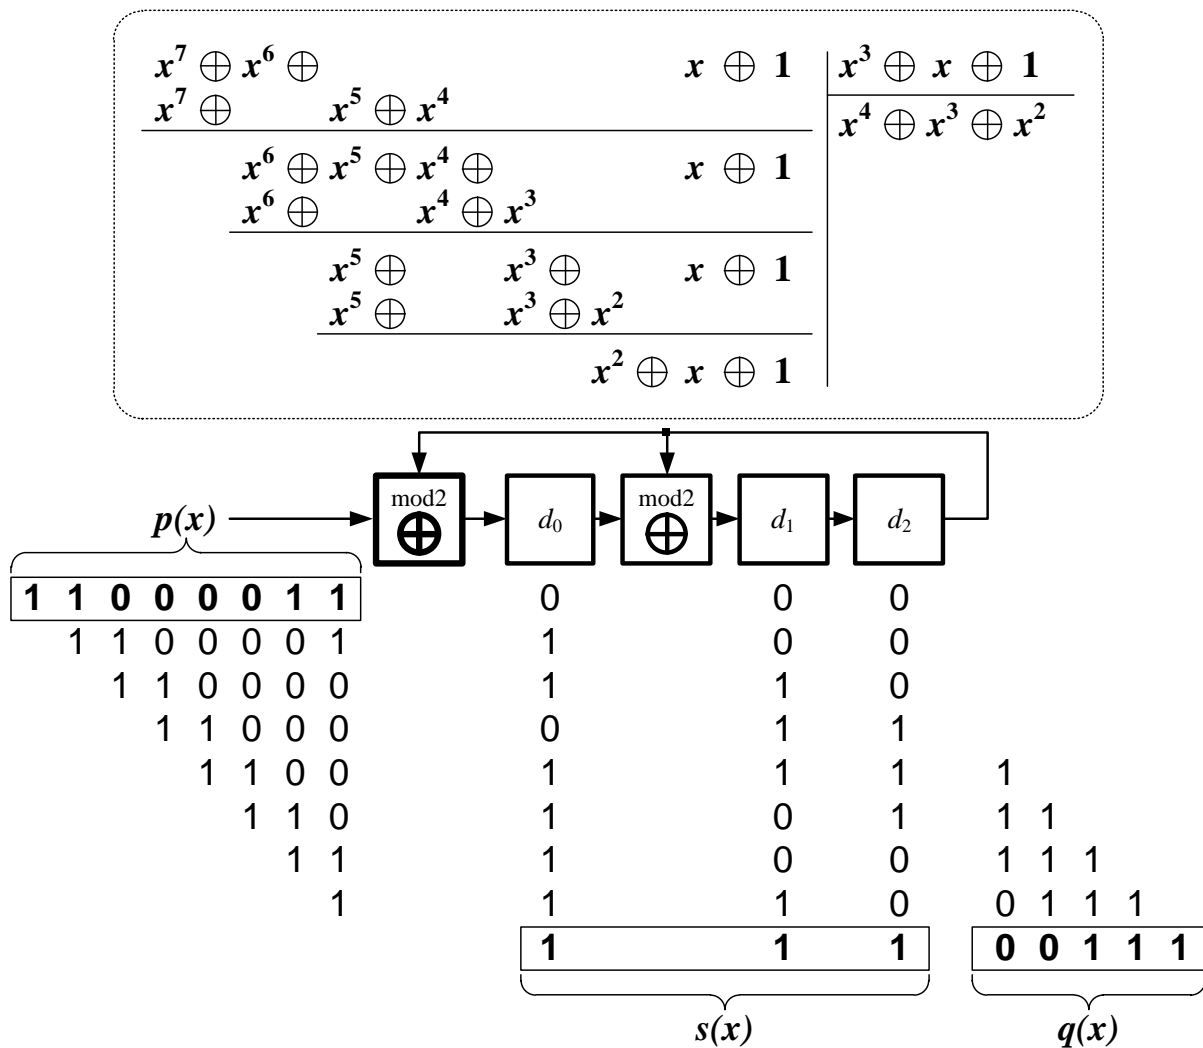 x⁷ ⊕ x⁶ ⊕ x ⊕ 1 x³ ⊕ x ⊕ 1
x⁷ ⊕ x⁵ ⊕ x⁴ x⁴ ⊕ x³ ⊕ x²
x⁶ ⊕ x⁵ ⊕ x⁴ ⊕ x ⊕ 1
x⁶ ⊕ x⁴ ⊕ x³
x⁵ ⊕ x³ ⊕ x ⊕ 1
x⁵ ⊕ x³ ⊕ x²
x² ⊕ x ⊕ 1
mod2 mod2
p(x) ⊕ d₀ ⊕ d₁ d₂
1 1 0 0 0 0 1 1 0 0 0
1 1 0 0 0 0 1 1 0 0
1 1 0 0 0 0 1 1 0
1 1 0 0 0 0 1 1
1 1 0 0 1 1 1 1
1 1 0 1 0 1 1 1
1 1 1 0 0 1 1 1
1 1 1 0 0 1 1 1
1 1 1 0 0 1 1 1
s(x) q(x)